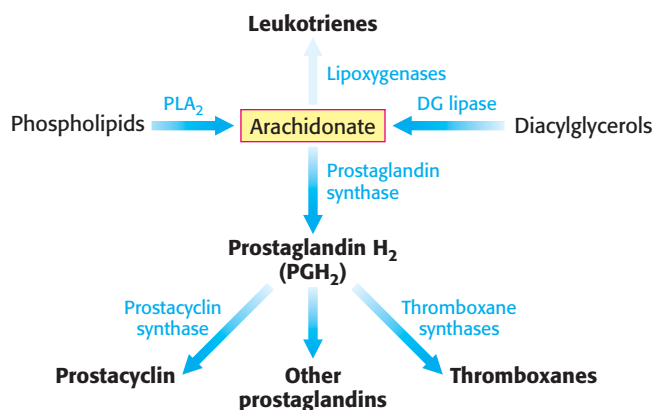 Leukotrienes
Lipoxygenases
PLA₂
DG lipase
Phospholipids
Arachidonate
Diacylglycerols
Prostaglandin
synthase
Prostaglandin H₂
(PGH₂)
Prostacyclin
synthase
Thromboxane
synthases
Prostacyclin
Other
prostaglandins
Thromboxanes